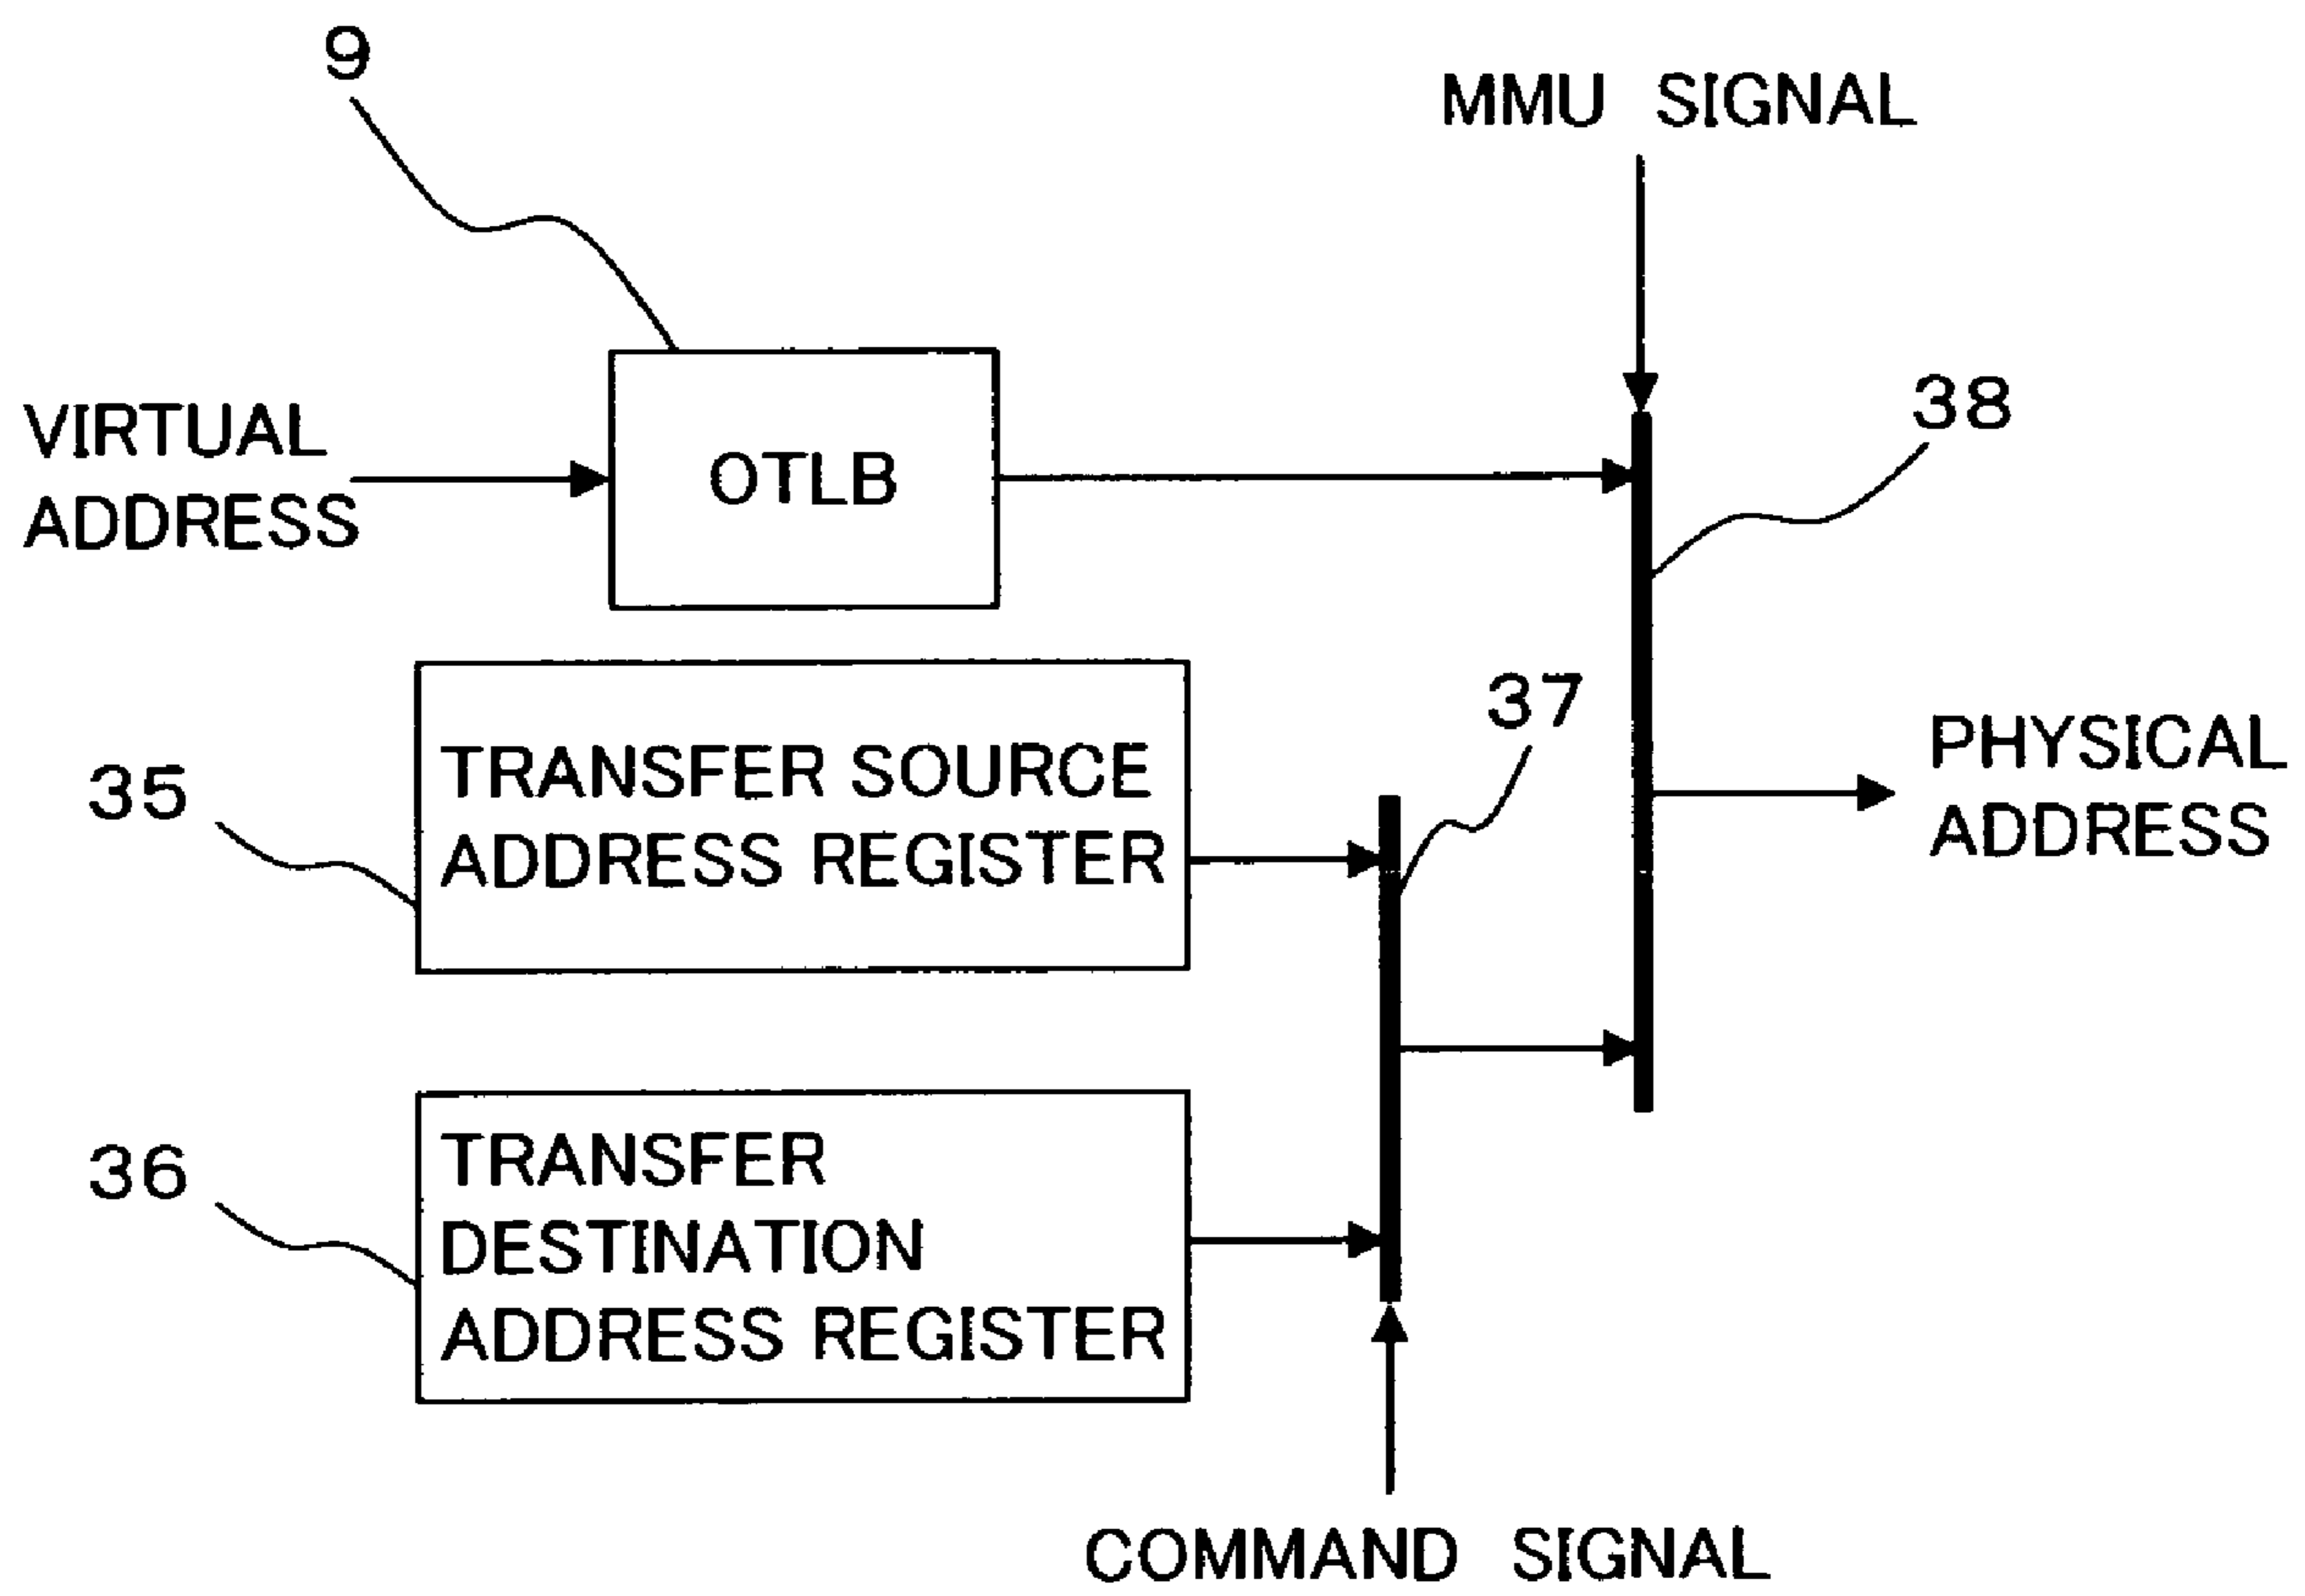 9
MMU SIGNAL
38
VIRTUAL
ADDRESS
OTLB
37
PHYSICAL
ADDRESS
35
TRANSFER SOURCE
ADDRESS REGISTER
36
TRANSFER
DESTINATION
ADDRESS REGISTER
COMMAND SIGNAL